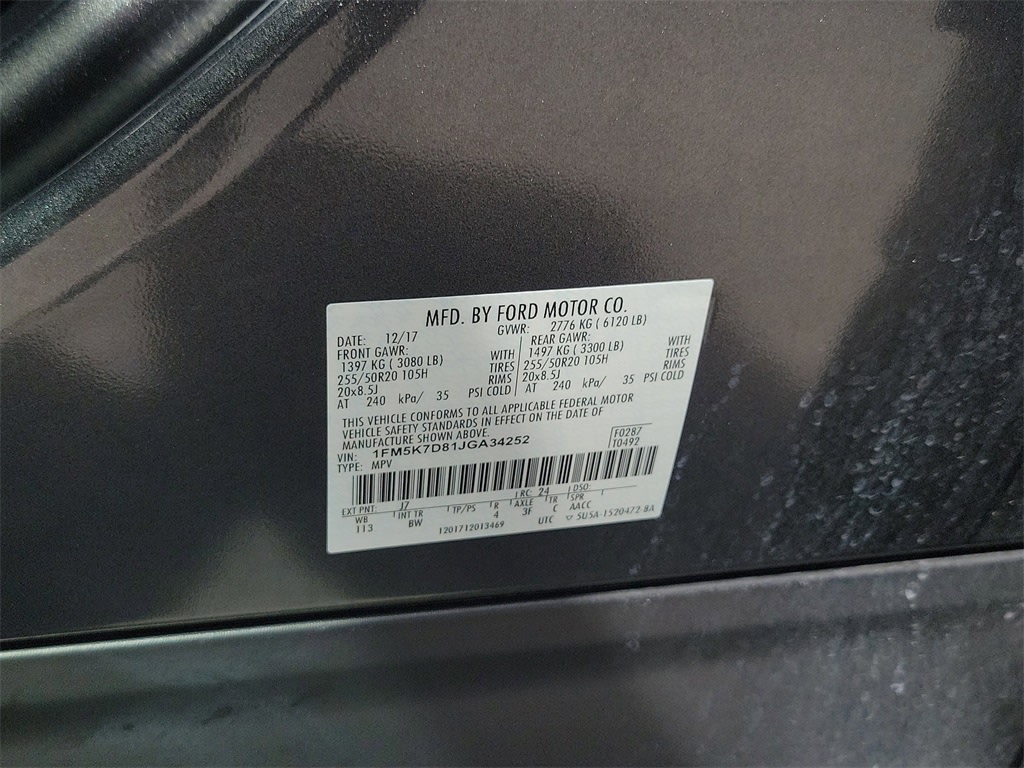 MFD. BY FORD MOTOR CO.
DATE: 12/17 GVWR: 2776 KG ( 6120 LB)
FRONT GAWR: REAR GAWR:
1397 KG ( 3080 LB) WITH 1497 KG ( 3300 LB) WITH
255/50R20 105H TIRES 255/50R20 105H TIRES
20x8.5J RIMS 20x8.5J RIMS
AT 240 kPa/ 35 PSI COLD AT 240 kPa/ 35 PSI COLD
THIS VEHICLE CONFORMS TO ALL APPLICABLE FEDERAL MOTOR
VEHICLE SAFETY STANDARDS IN EFFECT ON THE DATE OF
MANUFACTURE SHOWN ABOVE.
VIN: 1FM5K7D81JGA34252 F0287
TYPE: MPV T0492
EXT PNT: J7 RC: 24 DSO:
WB INT TR TP/PS R AXLE TR SPR
113 BW 4 3F C AACC
1201712013469 UTC ▽ 5U5A-1520472-BA